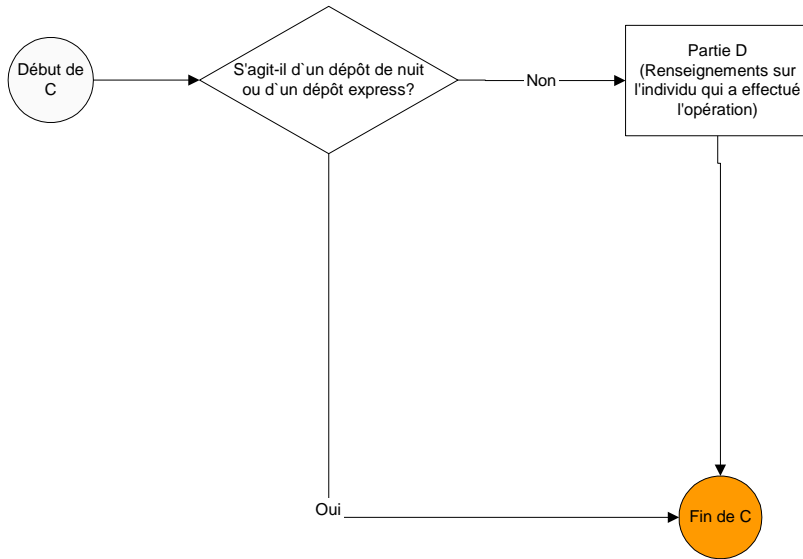 Début de
C
S'agit-il d`un dépôt de nuit
ou d`un dépôt express?
Non
Partie D
(Renseignements sur
l'individu qui a effectué
l'opération)
Oui
Fin de C